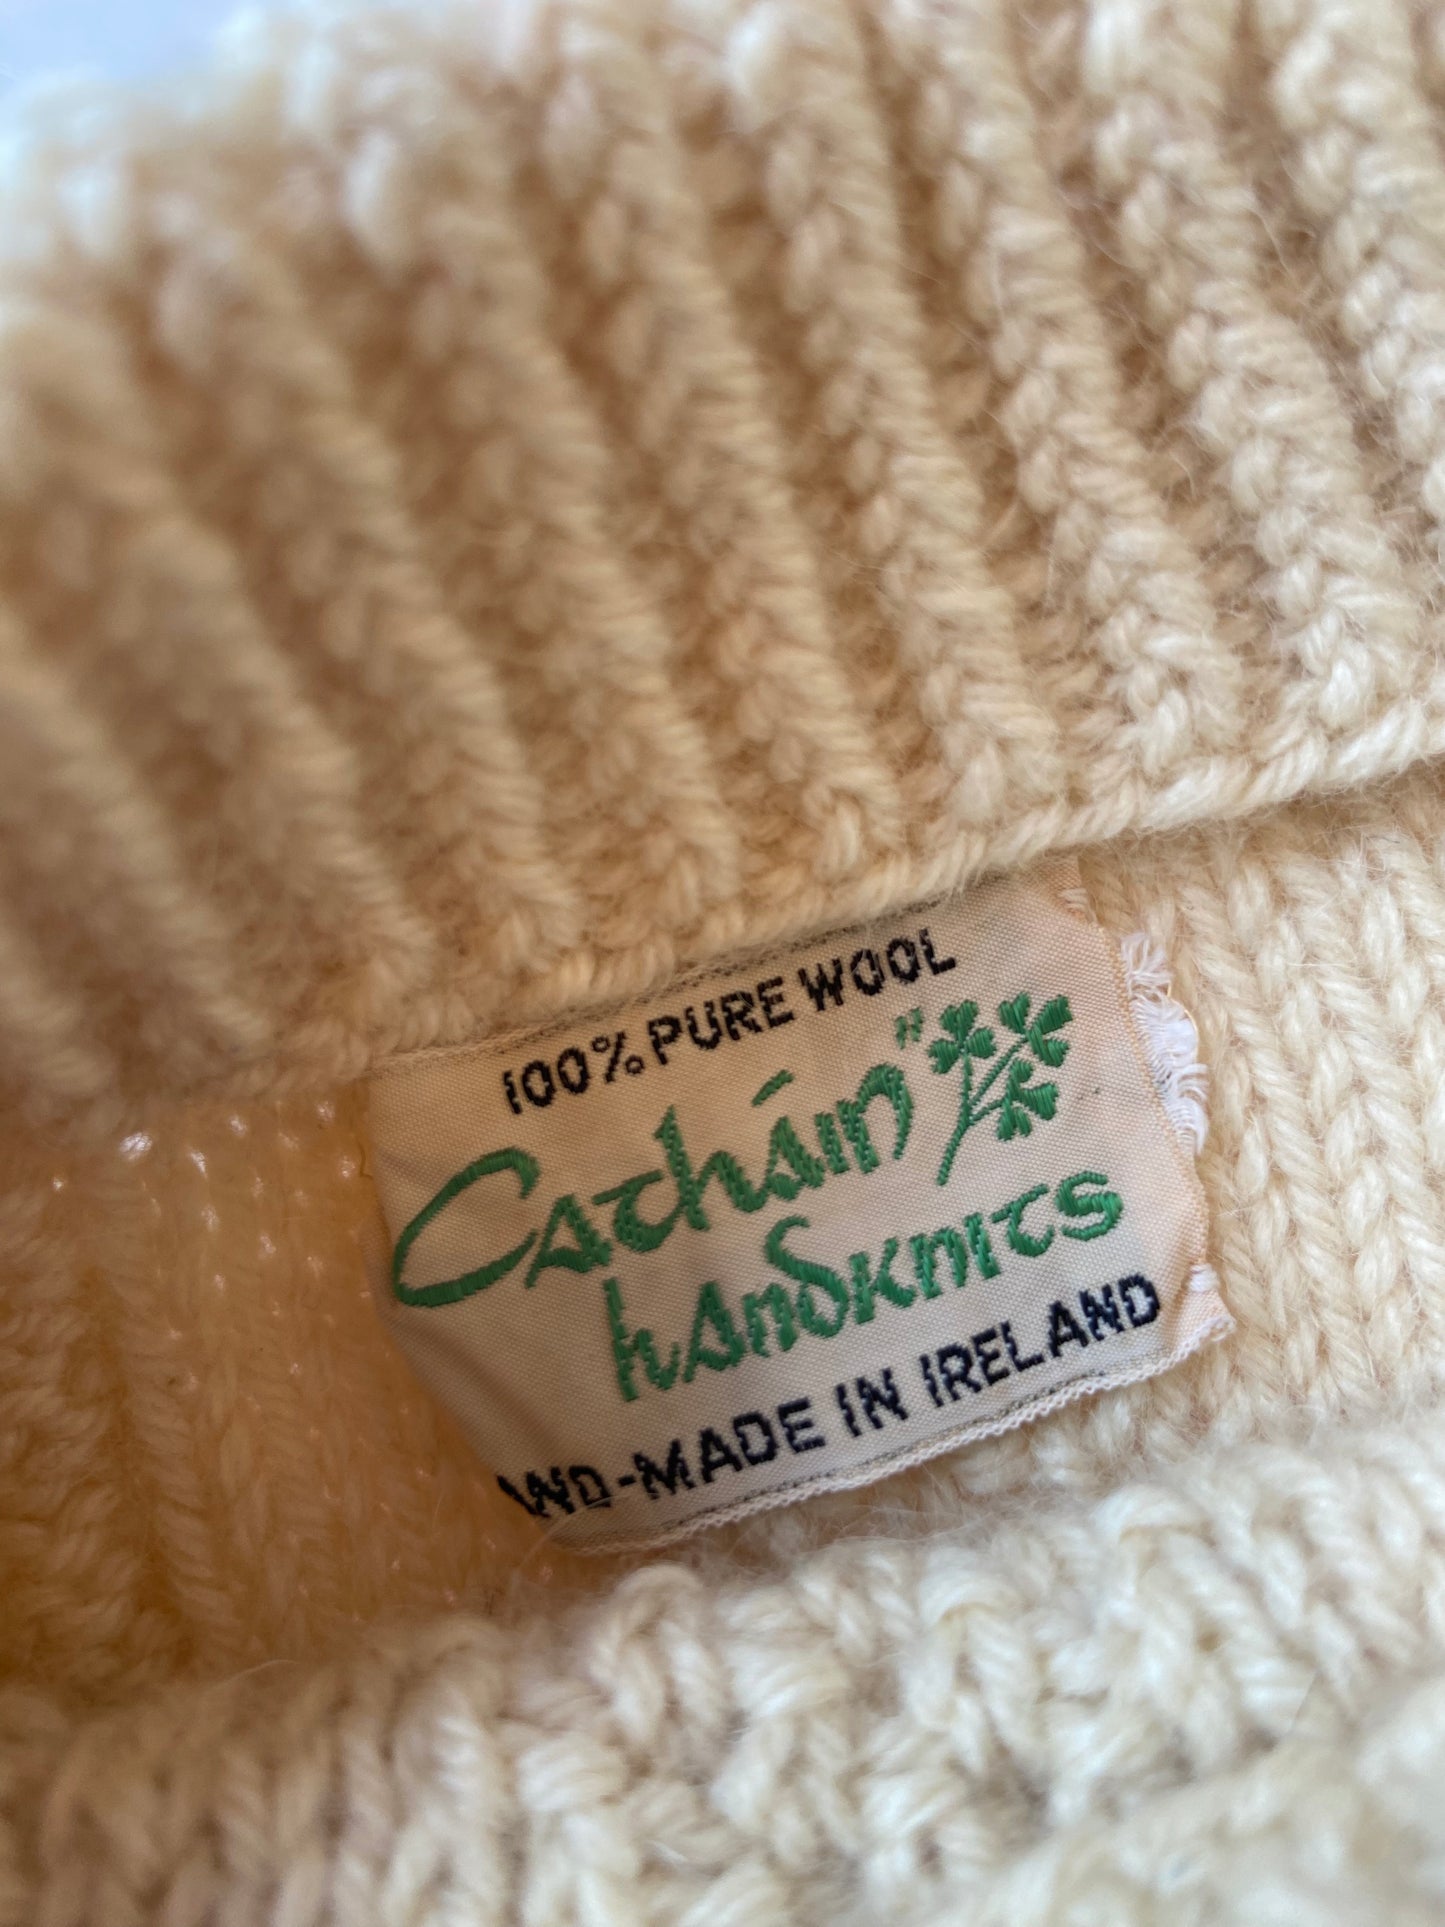 100% PURE WOOL
Catháin"
handknits
AND-MADE IN IRELAND